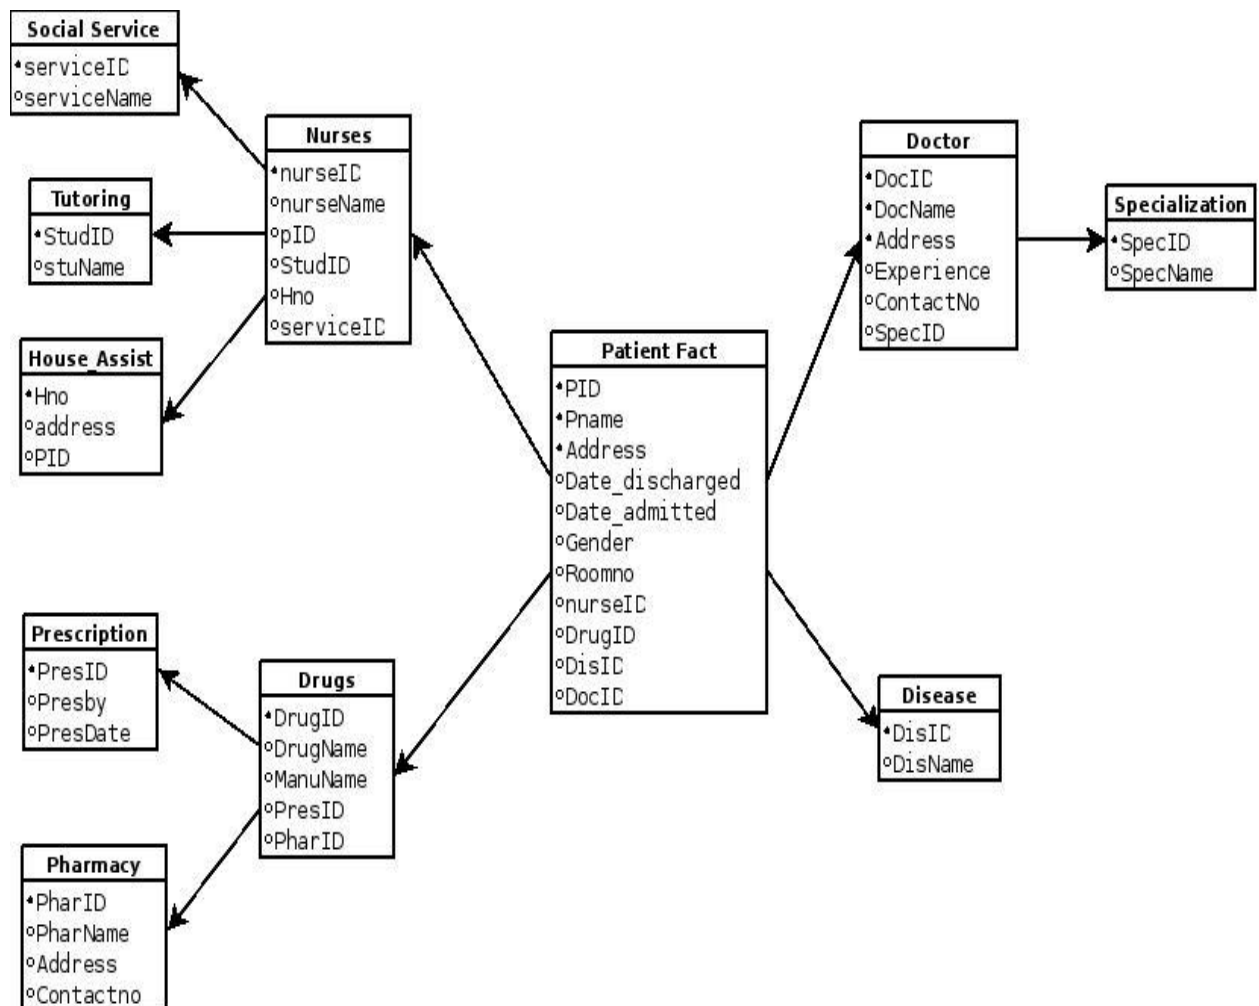 Social Service
serviceID
serviceName
Nurses
nurseID
nurseName
pID
StudID
Hno
serviceID
Tutoring
StudID
stuName
House_Assist
Hno
address
PID
Doctor
DocID
DocName
Address
Experience
ContactNo
SpecID
Specialization
SpecID
SpecName
Patient Fact
PID
Pname
Address
Date_discharged
Date_admitted
Gender
Roomno
nurseID
DrugID
DisID
DocID
Prescription
PresID
Presby
PresDate
Drugs
DrugID
DrugName
ManuName
PresID
PharID
Disease
DisID
DisName
Pharmacy
PharID
PharName
Address
Contactno